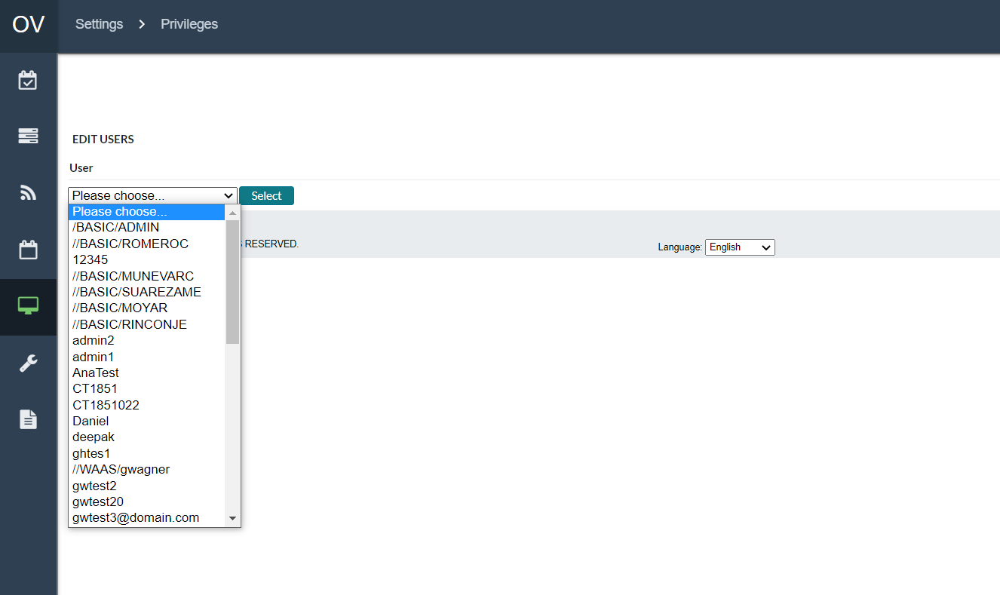 OV
Settings
Privileges
EDIT USERS
User
Please choose...
Select
Please choose...
/BASIC/ADMIN
//BASIC/ROMEROC
12345
//BASIC/MUNEVARC
//BASIC/SUAREZAME
//BASIC/MOYAR
//BASIC/RINCONJE
admin2
admin1
AnaTest
CT1851
CT1851022
Daniel
deepak
ghtes1
//WAAS/gwagner
gwtest2
gwtest20
gwtest3@domain.com
RESERVED.
Language: English